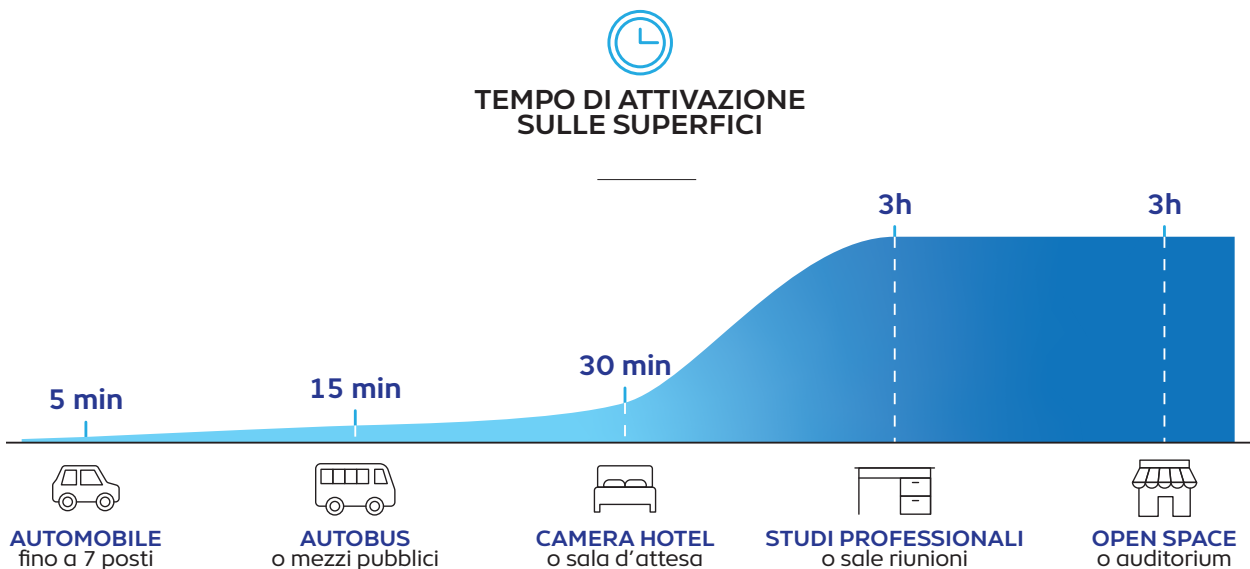 TEMPO DI ATTIVAZIONE
SULLE SUPERFICI
5 min
15 min
30 min
3h
3h
AUTOMOBILE
fino a 7 posti
AUTOBUS
o mezzi pubblici
CAMERA HOTEL
o sala d'attesa
STUDI PROFESSIONALI
o sale riunioni
OPEN SPACE
o auditorium